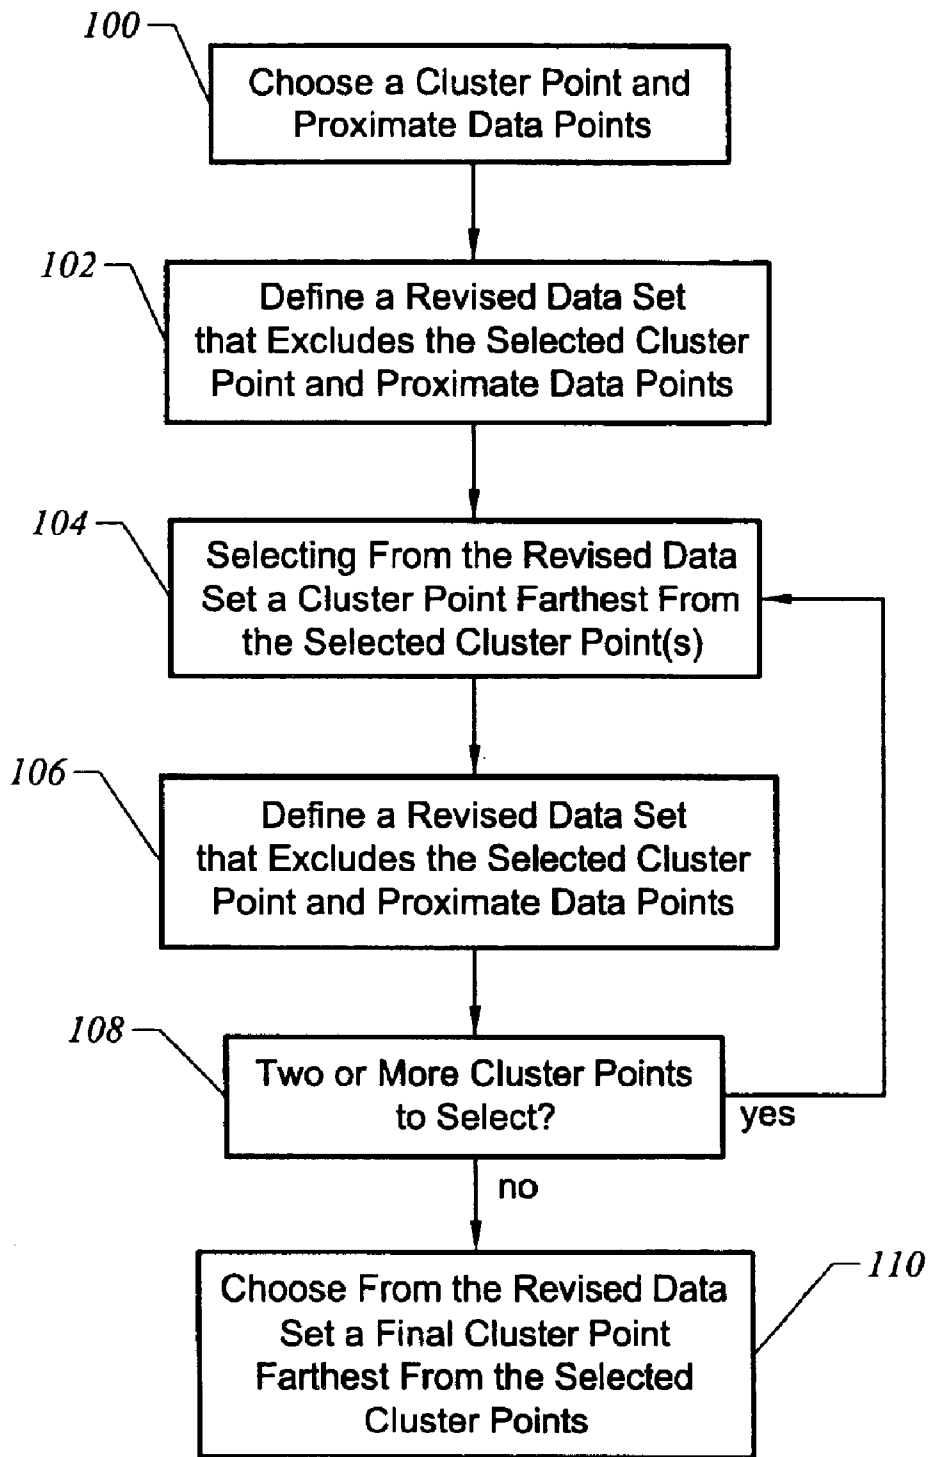 100
Choose a Cluster Point and
Proximate Data Points
102
Define a Revised Data Set
that Excludes the Selected Cluster
Point and Proximate Data Points
104
Selecting From the Revised Data
Set a Cluster Point Farthest From
the Selected Cluster Point(s)
106
Define a Revised Data Set
that Excludes the Selected Cluster
Point and Proximate Data Points
108
Two or More Cluster Points
to Select?
yes
no
110
Choose From the Revised Data
Set a Final Cluster Point
Farthest From the Selected
Cluster Points